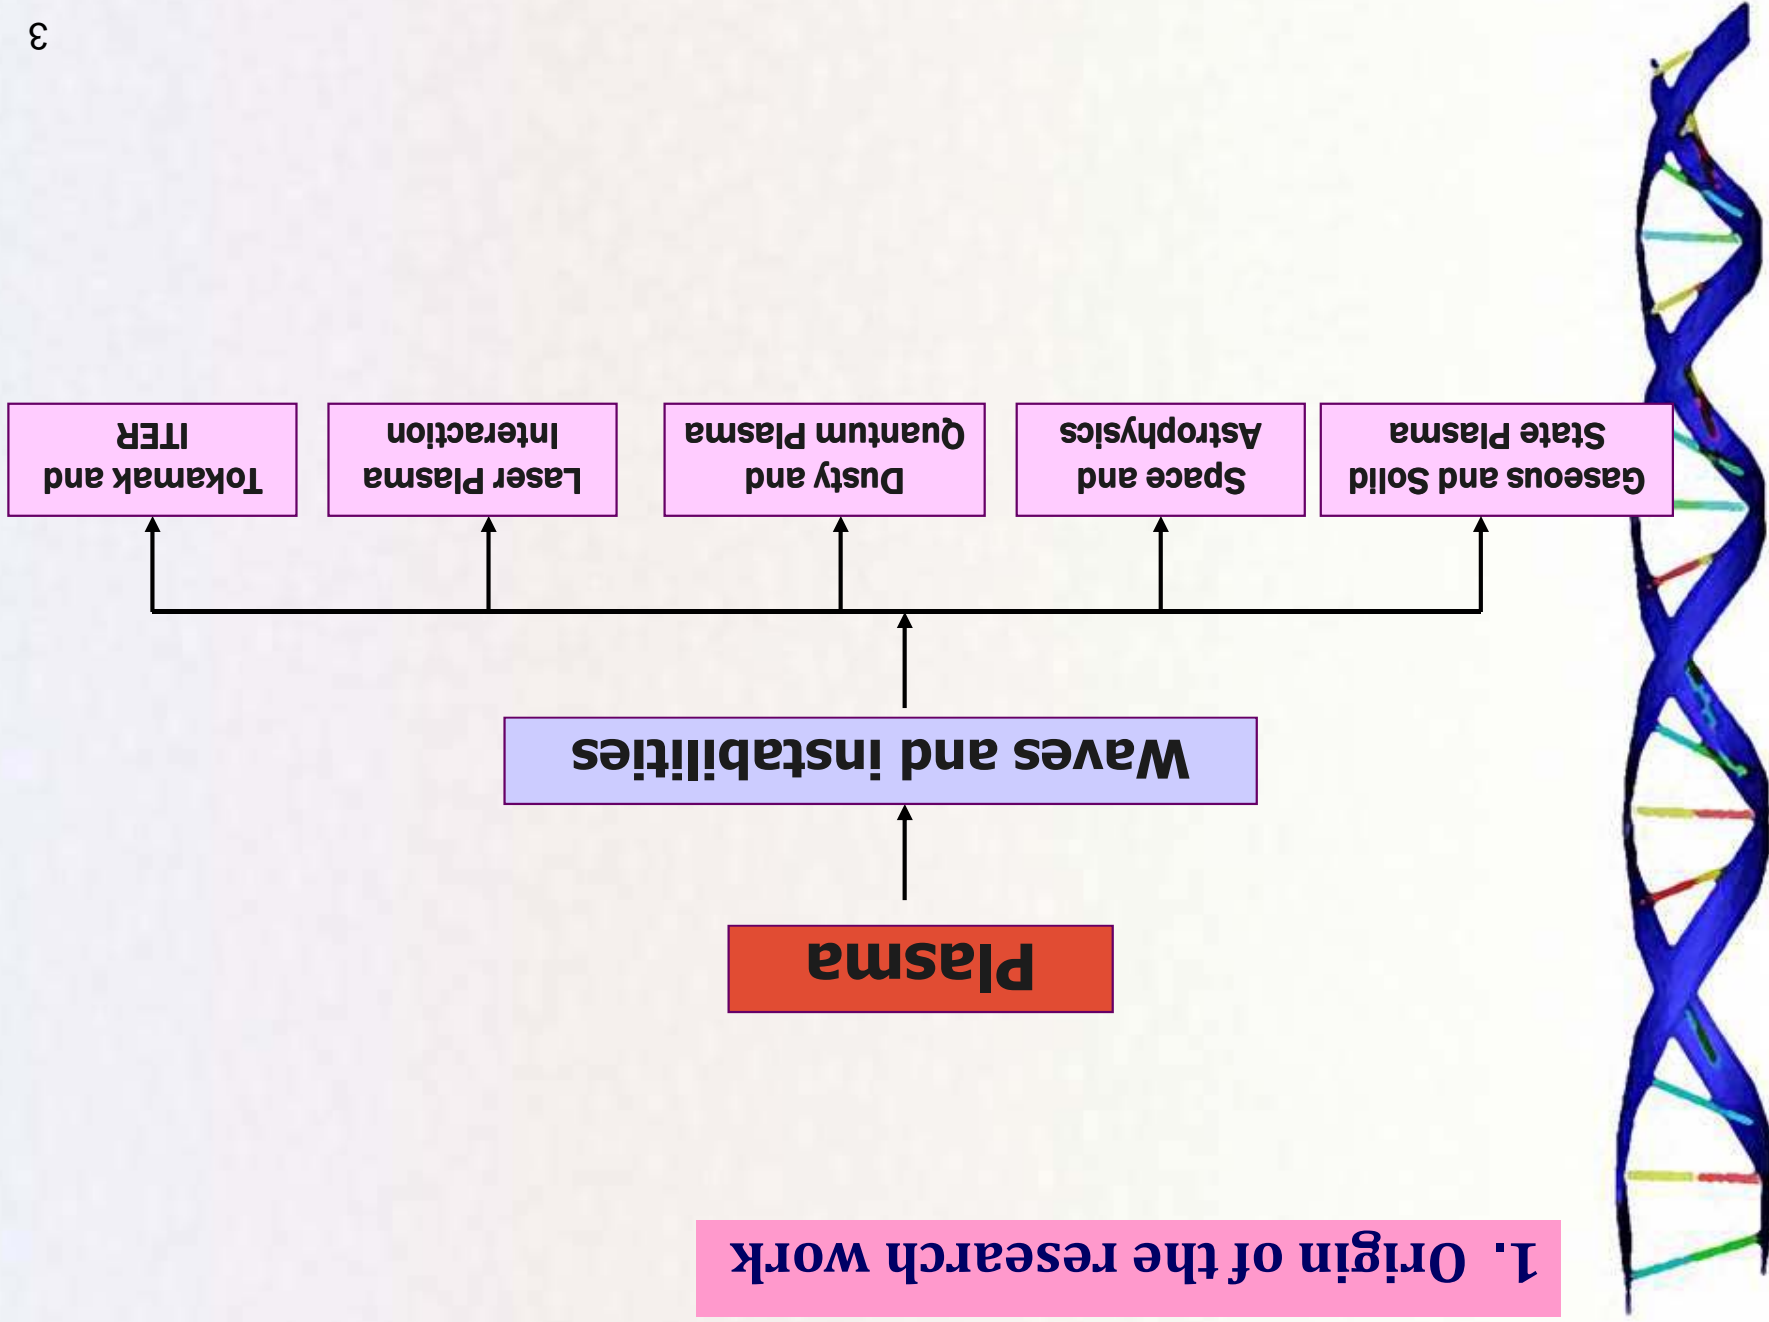 1. Origin of the research work
Plasma
Waves and instabilities
Gaseous and Solid
State Plasma
Space and
Astrophysics
Dusty and
Quantum Plasma
Laser Plasma
Interaction
Tokamak and
ITER
3